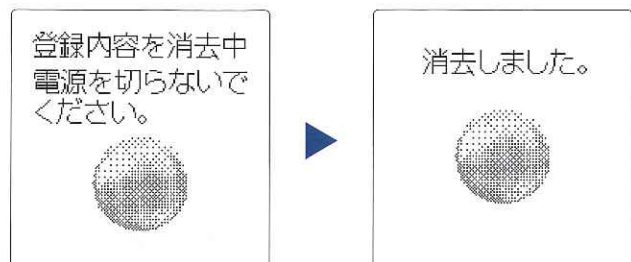 登録内容を消去中
電源を切らないで
ください。
消去しました。